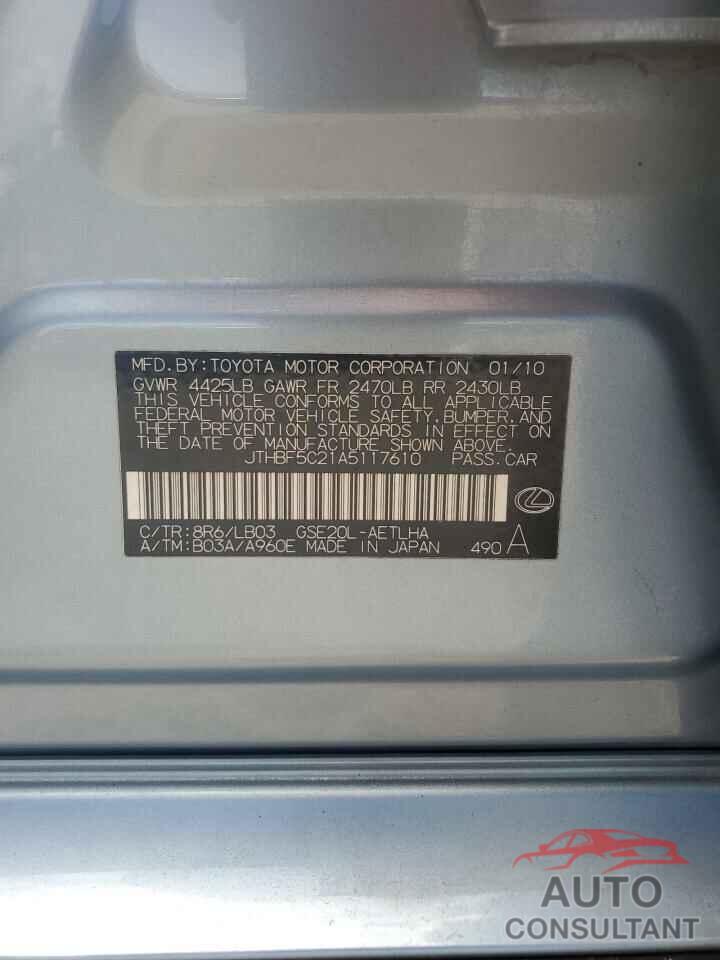 MFD.BY:TOYOTA MOTOR CORPORATION 01/10
GVWR 4425LB GAWR FR 2470LB RR 2430LB
THIS VEHICLE CONFORMS TO ALL APPLICABLE
FEDERAL MOTOR VEHICLE SAFETY,BUMPER,AND
THEFT PREVENTION STANDARDS IN EFFECT ON
THE DATE OF MANUFACTURE SHOWN ABOVE.
JTHBF5C21A5117610 PASS.CAR
C/TR:8R6/LB03 GSE20L-AETLHA
A/TM:B03A/A960E MADE IN JAPAN 490 A
AUTO
CONSULTANT